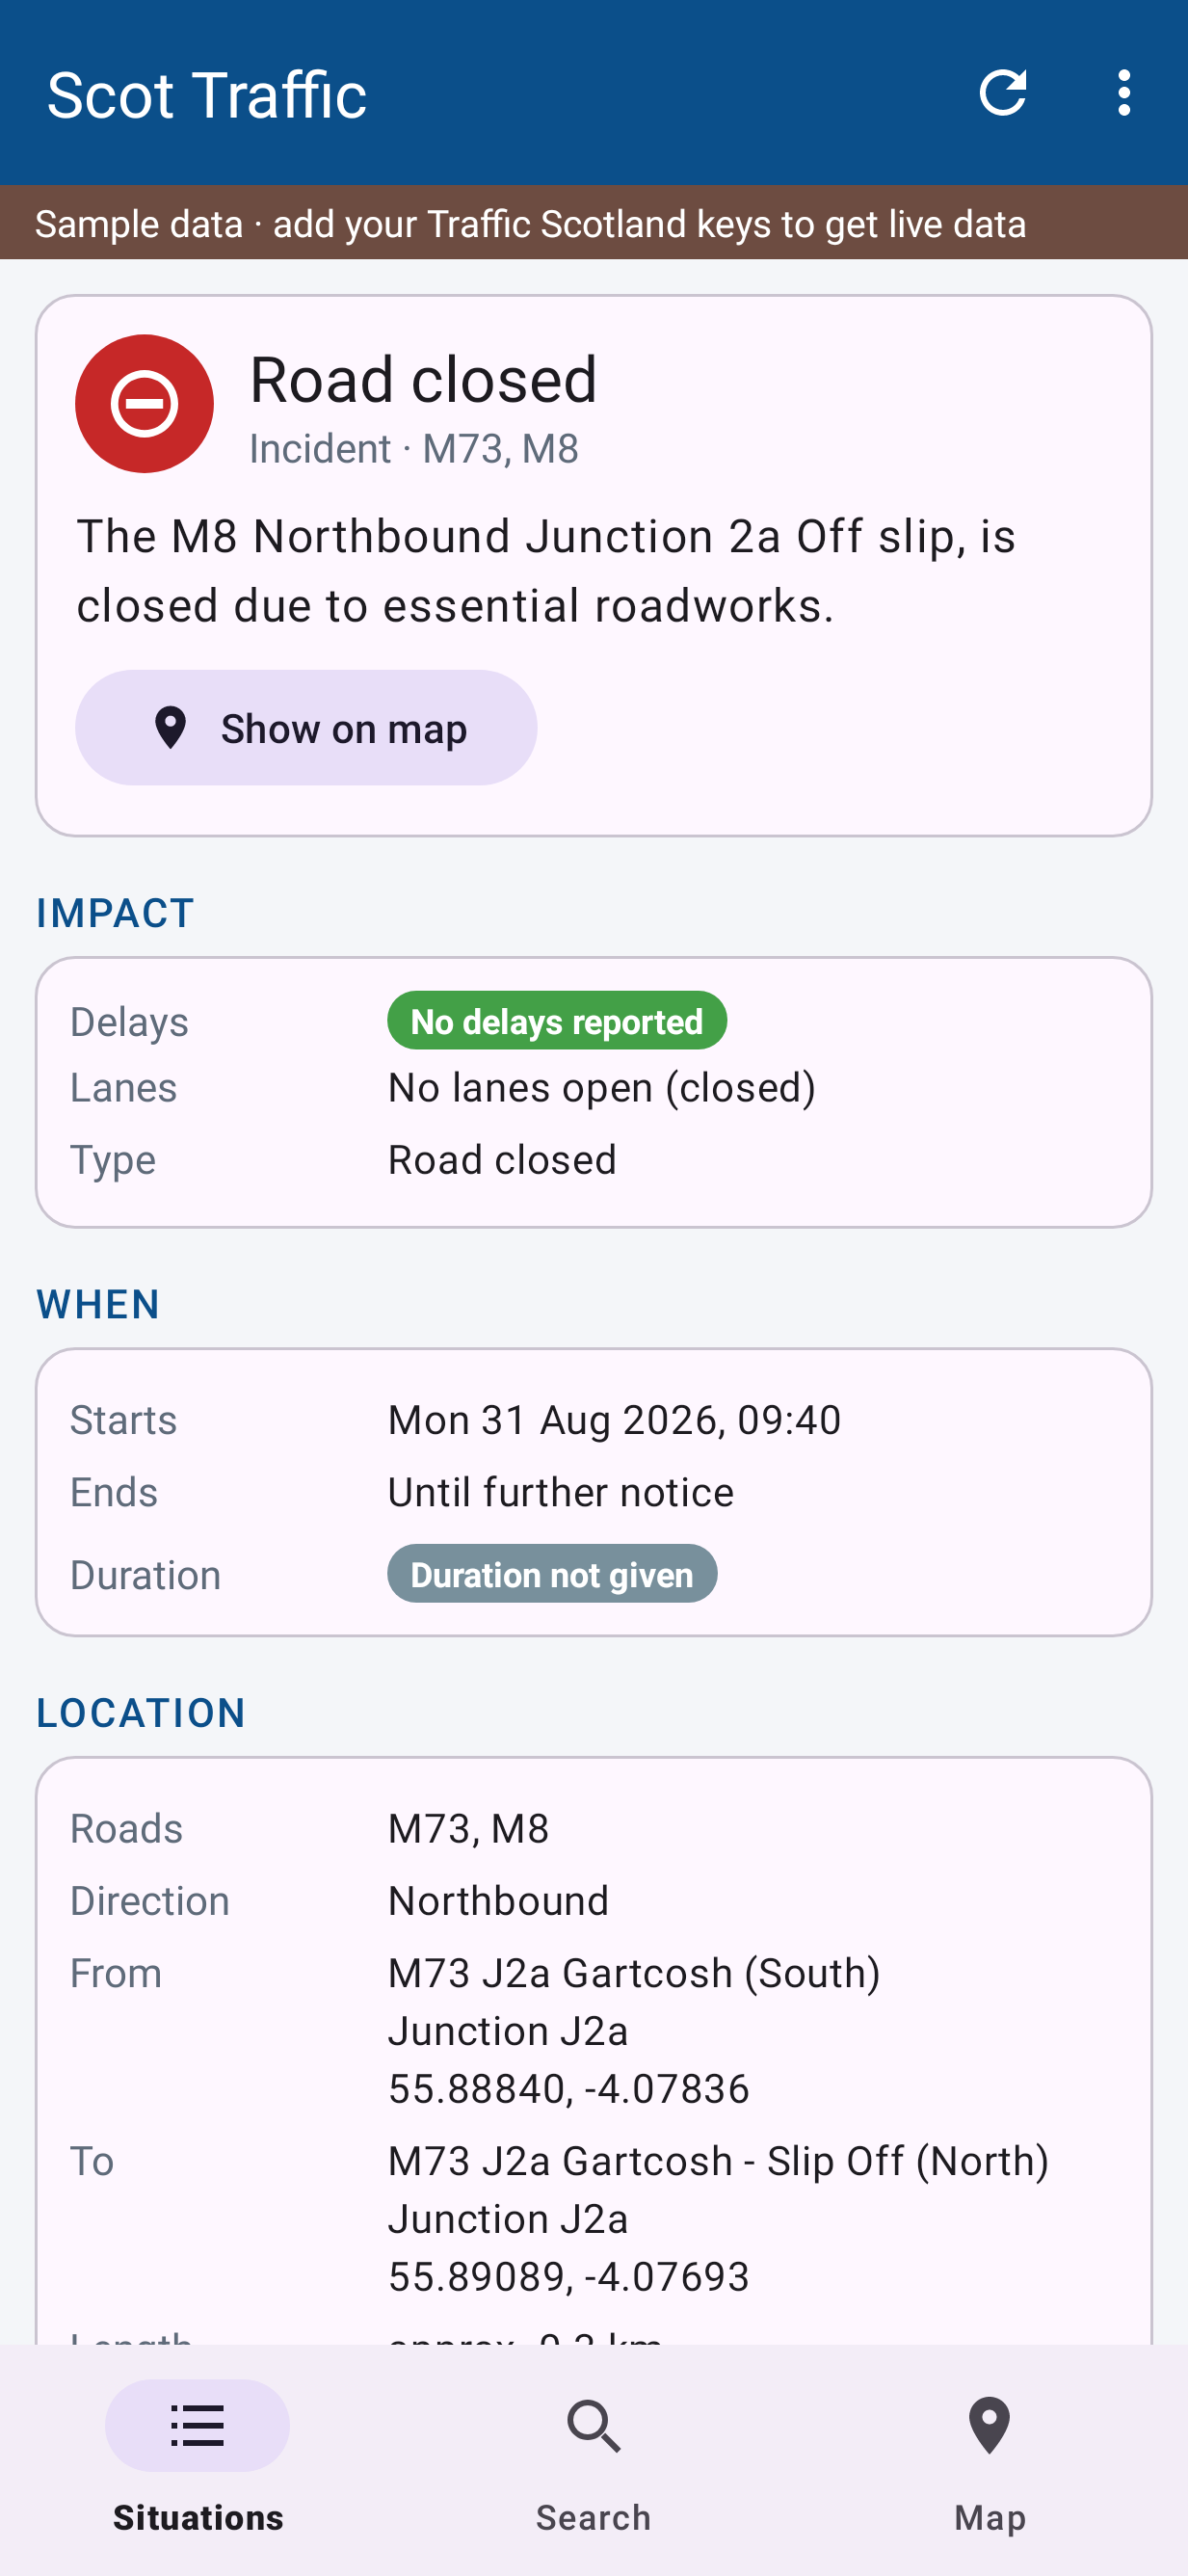 Scot Traffic
Sample data · add your Traffic Scotland keys to get live data
Road closed
Incident · M73, M8
The M8 Northbound Junction 2a Off slip, is
closed due to essential roadworks.
Show on map
IMPACT
Delays No delays reported
Lanes No lanes open (closed)
Type Road closed
WHEN
Starts Mon 31 Aug 2026, 09:40
Ends Until further notice
Duration Duration not given
LOCATION
Roads M73, M8
Direction Northbound
From M73 J2a Gartcosh (South)
Junction J2a
55.88840, -4.07836
To M73 J2a Gartcosh - Slip Off (North)
Junction J2a
55.89089, -4.07693
Situations
Search
Map